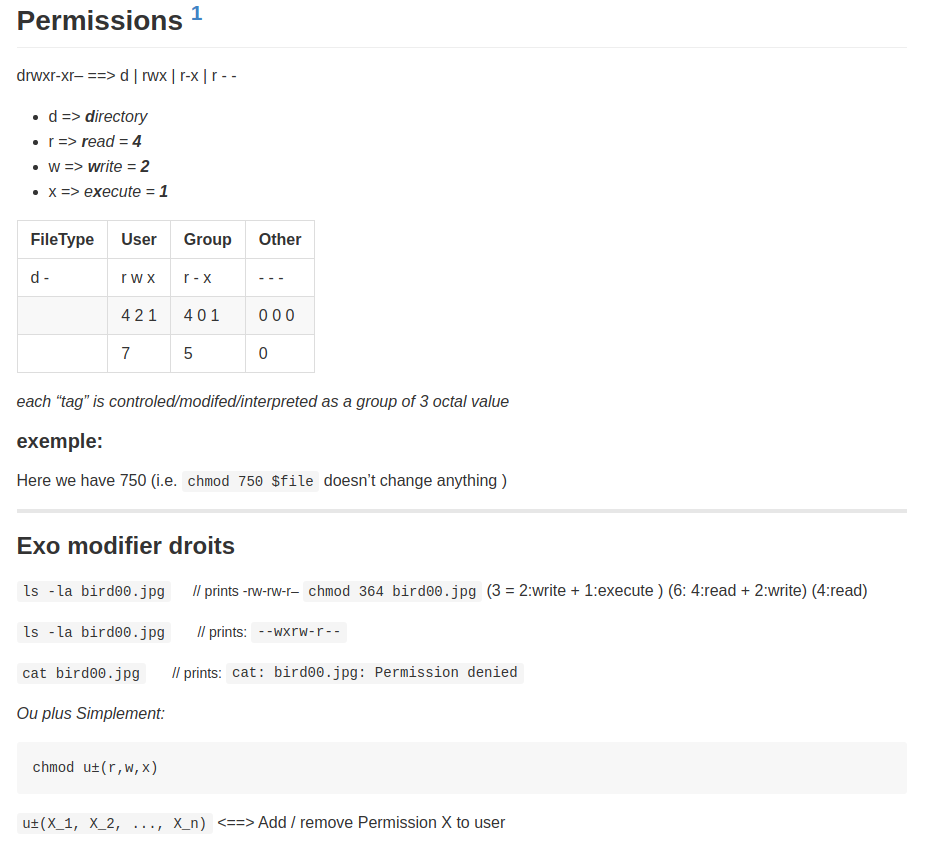 Permissions 1
drwxr-xr– ==> d | rwx | r-x | r - -
d => directory
r => read = 4
w => write = 2
x => execute = 1
FileType User Group Other
d - r w x r - x - - -
4 2 1 4 0 1 0 0 0
7 5 0
each “tag” is controled/modifed/interpreted as a group of 3 octal value
exemple:
Here we have 750 (i.e. chmod 750 $file doesn’t change anything )
Exo modifier droits
ls -la bird00.jpg // prints -rw-rw-r– chmod 364 bird00.jpg (3 = 2:write + 1:execute ) (6: 4:read + 2:write) (4:read)
ls -la bird00.jpg // prints: --wxrw-r--
cat bird00.jpg // prints: cat: bird00.jpg: Permission denied
Ou plus Simplement:
chmod u±(r,w,x)
u±(X_1, X_2, ..., X_n) <==> Add / remove Permission X to user